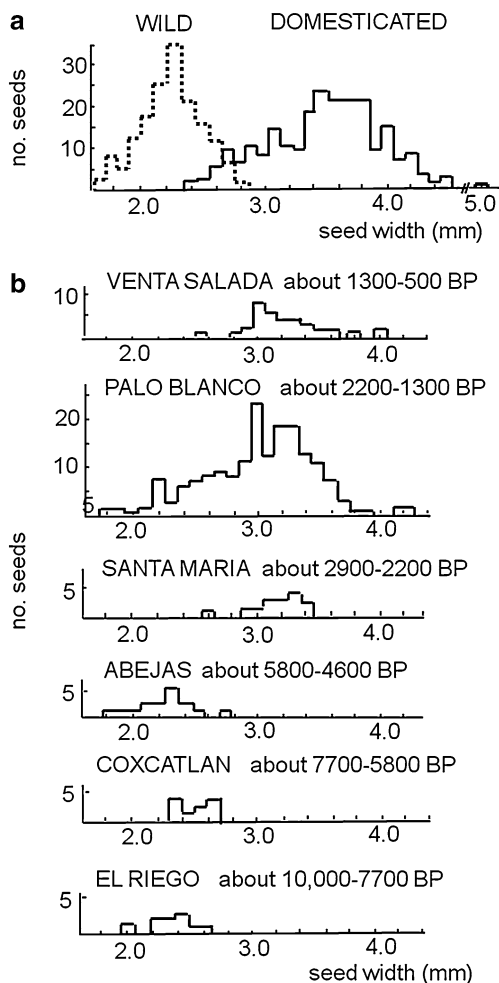 a
WILD DOMESTICATED
no. seeds
30
20
10
2.0 3.0 4.0 5.0
seed width (mm)
b
no. seeds
VENTA SALADA about 1300-500 BP
10
2.0 3.0 4.0
PALO BLANCO about 2200-1300 BP
20
10
5
2.0 3.0 4.0
SANTA MARIA about 2900-2200 BP
5
2.0 3.0 4.0
ABEJAS about 5800-4600 BP
5
2.0 3.0 4.0
COXCATLAN about 7700-5800 BP
5
2.0 3.0 4.0
EL RIEGO about 10,000-7700 BP
5
2.0 3.0 4.0
seed width (mm)